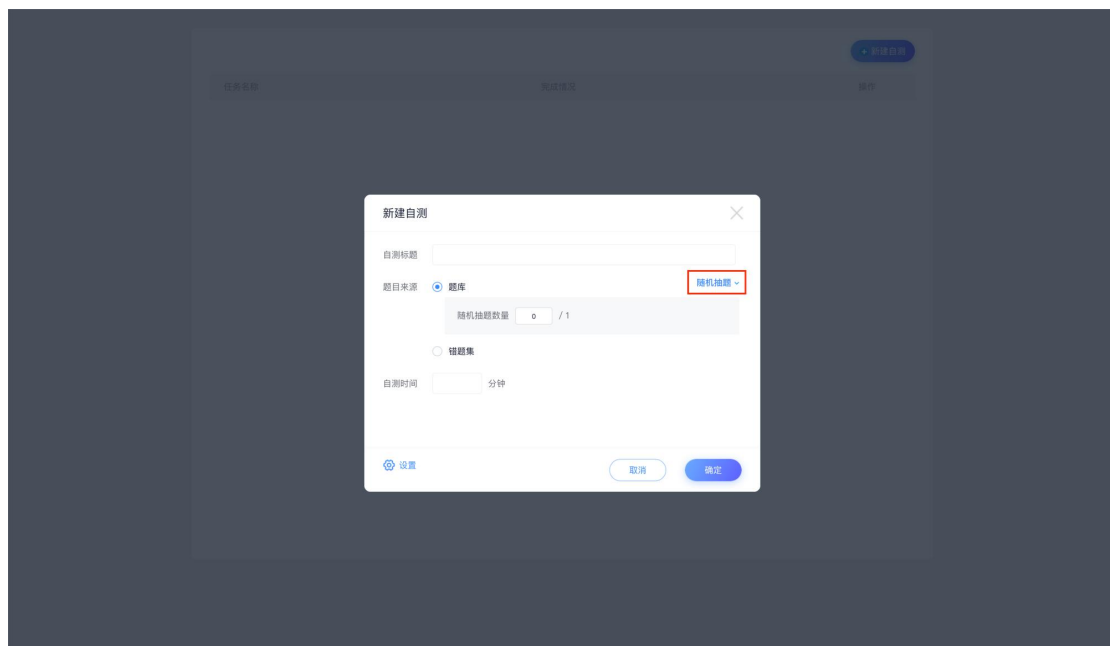 + 新建自测
任务名称 完成情况 操作
新建自测
自测标题
题目来源 题库 随机抽题
随机抽题数量 0 / 1
错题集
自测时间 分钟
设置 取消 确定